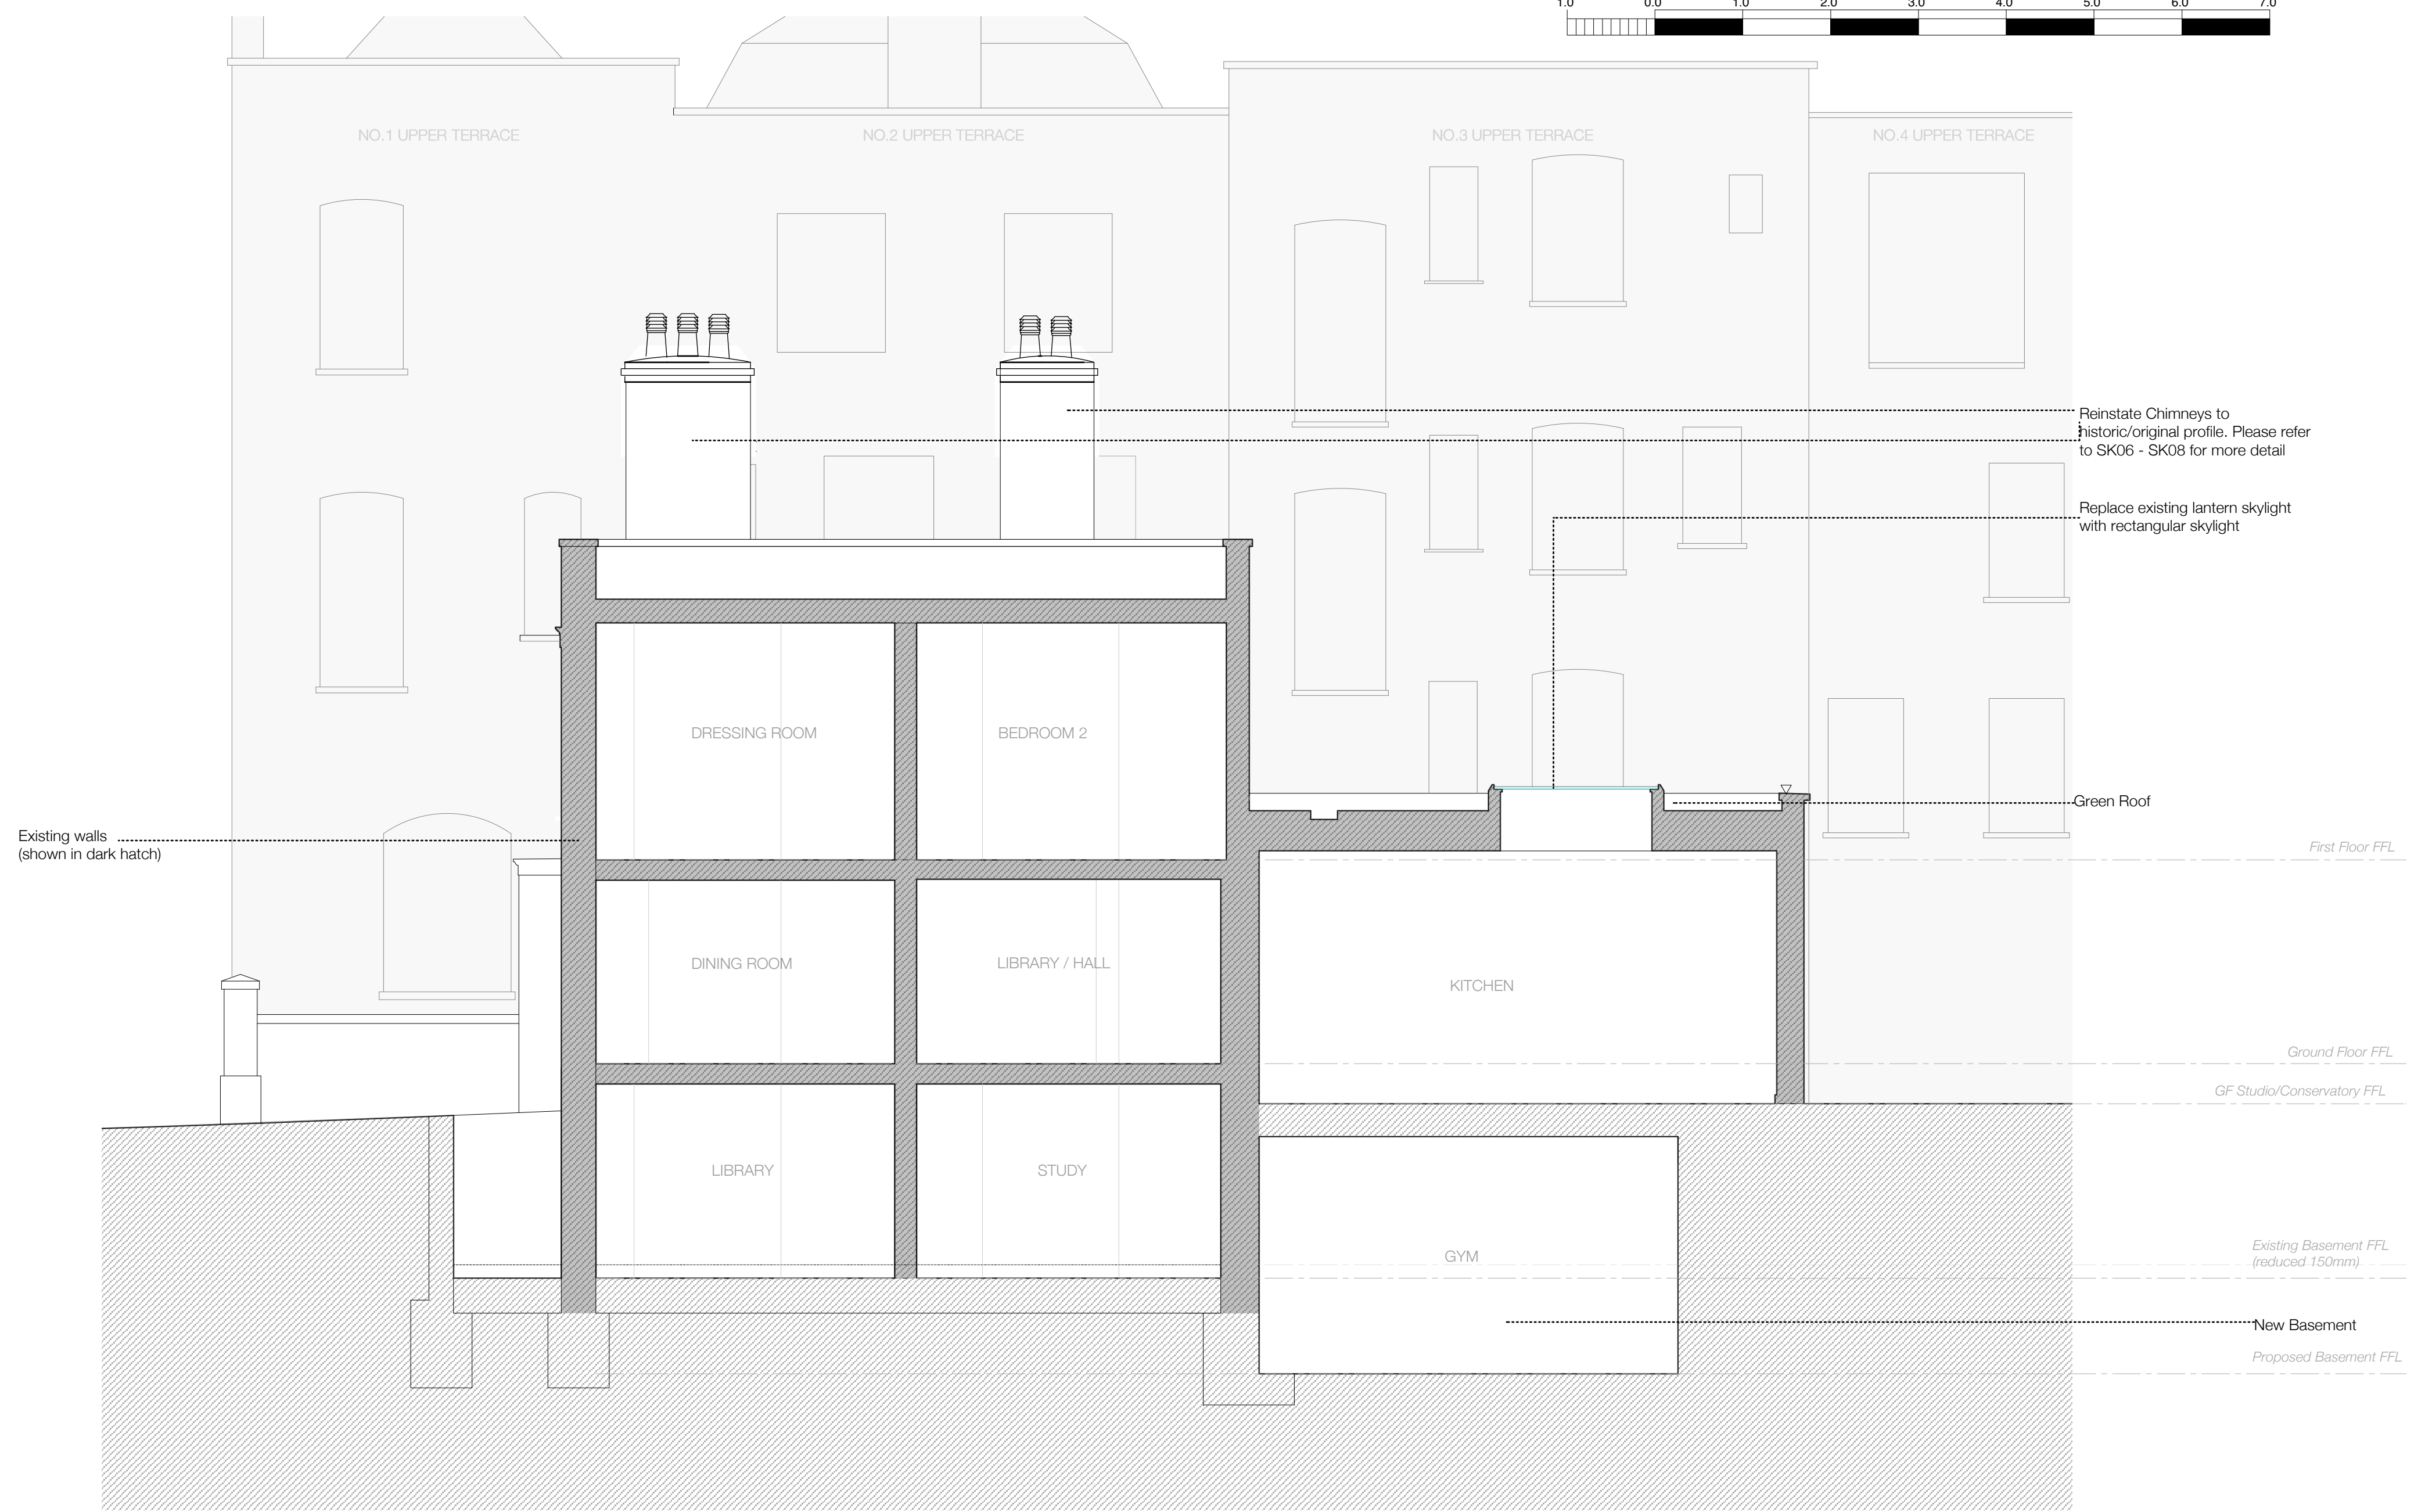 1.0 0.0 1.0 2.0 3.0 4.0 5.0 6.0 7.0
NO.1 UPPER TERRACE
NO.2 UPPER TERRACE
NO.3 UPPER TERRACE
NO.4 UPPER TERRACE
Reinstate Chimneys to
historic/original profile. Please refer
to SK06 - SK08 for more detail
Replace existing lantern skylight
with rectangular skylight
DRESSING ROOM
BEDROOM 2
Green Roof
Existing walls
(shown in dark hatch)
First Floor FFL
DINING ROOM
LIBRARY / HALL
KITCHEN
Ground Floor FFL
GF Studio/Conservatory FFL
LIBRARY
STUDY
GYM
Existing Basement FFL
(reduced 150mm)
New Basement
Proposed Basement FFL